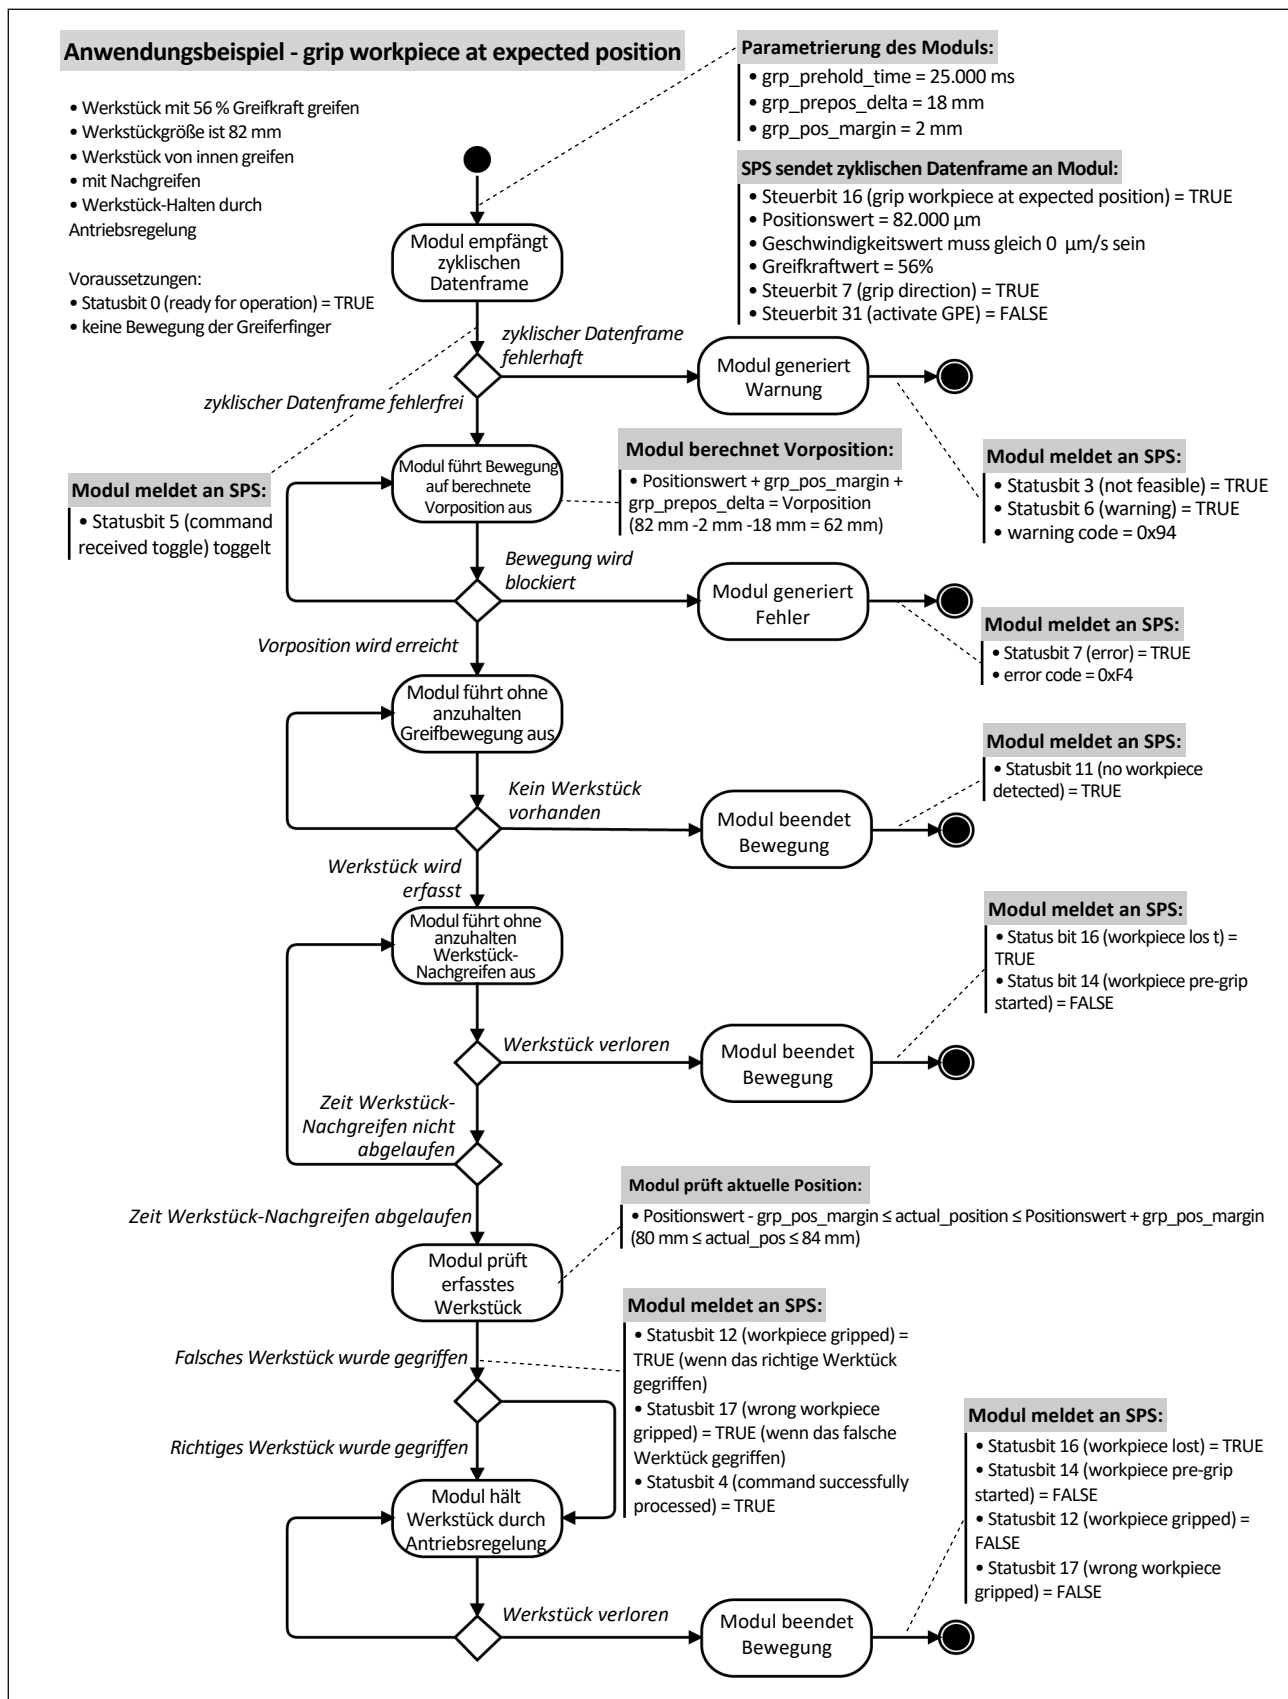 Anwendungsbeispiel - grip workpiece at expected position
• Werkstück mit 56 % Greifkraft greifen
• Werkstückgröße ist 82 mm
• Werkstück von innen greifen
• mit Nachgreifen
• Werkstück-Halten durch
Antriebsregelung
Voraussetzungen:
• Statusbit 0 (ready for operation) = TRUE
• keine Bewegung der Greiferfinger
Parametrierung des Moduls:
• grp_prehold_time = 25.000 ms
• grp_prepos_delta = 18 mm
• grp_pos_margin = 2 mm
SPS sendet zyklischen Datenframe an Modul:
• Steuerbit 16 (grip workpiece at expected position) = TRUE
• Positionswert = 82.000 µm
• Geschwindigkeitswert muss gleich 0 µm/s sein
• Greifkraftwert = 56%
• Steuerbit 7 (grip direction) = TRUE
• Steuerbit 31 (activate GPE) = FALSE
Modul empfängt
zyklischen
Datenframe
zyklischer Datenframe
fehlerhaft
Modul generiert
Warnung
zyklischer Datenframe fehlerfrei
Modul meldet an SPS:
• Statusbit 3 (not feasible) = TRUE
• Statusbit 6 (warning) = TRUE
• warning code = 0x94
Modul meldet an SPS:
• Statusbit 5 (command
received toggle) toggelt
Modul führt Bewegung
auf berechnete
Vorposition aus
Modul berechnet Vorposition:
• Positionswert + grp_pos_margin +
grp_prepos_delta = Vorposition
(82 mm -2 mm -18 mm = 62 mm)
Bewegung wird
blockiert
Modul generiert
Fehler
Modul meldet an SPS:
• Statusbit 7 (error) = TRUE
• error code = 0xF4
Vorposition wird erreicht
Modul führt ohne
anzuhalten
Greifbewegung aus
Kein Werkstück
vorhanden
Modul beendet
Bewegung
Modul meldet an SPS:
• Statusbit 11 (no workpiece
detected) = TRUE
Werkstück wird
erfasst
Modul führt ohne
anzuhalten
Werkstück-
Nachgreifen aus
Werkstück verloren
Modul beendet
Bewegung
Modul meldet an SPS:
• Status bit 16 (workpiece los t) =
TRUE
• Status bit 14 (workpiece pre-grip
started) = FALSE
Zeit Werkstück-
Nachgreifen nicht
abgelaufen
Zeit Werkstück-Nachgreifen abgelaufen
Modul prüft
erfasstes
Werkstück
Modul prüft aktuelle Position:
• Positionswert - grp_pos_margin ≤ actual_position ≤ Positionswert + grp_pos_margin
(80 mm ≤ actual_pos ≤ 84 mm)
Falsches Werkstück wurde gegriffen
Modul meldet an SPS:
• Statusbit 12 (workpiece gripped) =
TRUE (wenn das richtige Werktück
gegriffen)
• Statusbit 17 (wrong workpiece
gripped) = TRUE (wenn das falsche
Werktück gegriffen)
• Statusbit 4 (command successfully
processed) = TRUE
Richtiges Werkstück wurde gegriffen
Modul hält
Werkstück durch
Antriebsregelung
Werkstück verloren
Modul beendet
Bewegung
Modul meldet an SPS:
• Statusbit 16 (workpiece lost) = TRUE
• Statusbit 14 (workpiece pre-grip
started) = FALSE
• Statusbit 12 (workpiece gripped) =
FALSE
• Statusbit 17 (wrong workpiece
gripped) = FALSE